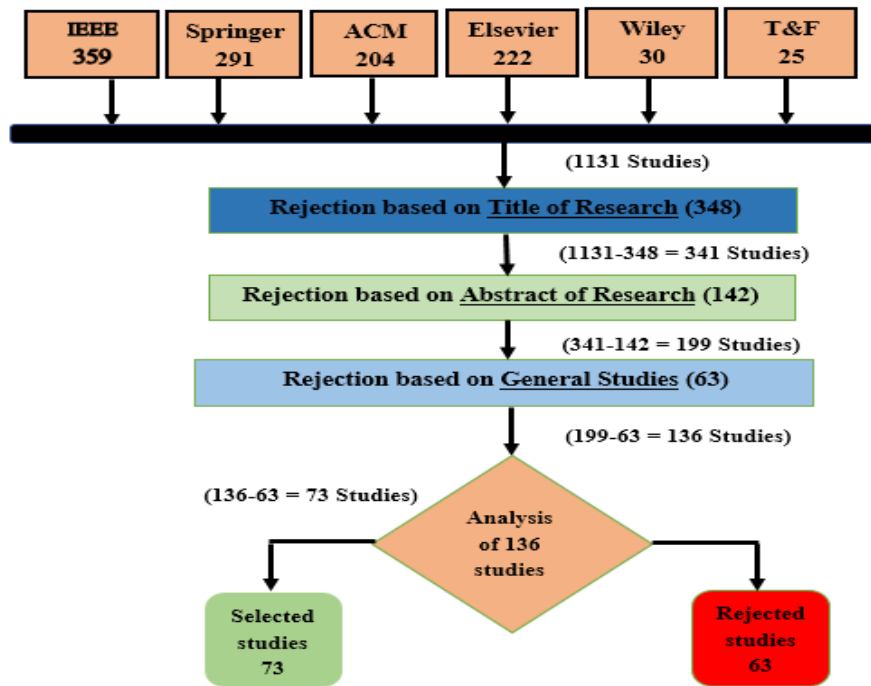 IEEE
359
Springer
291
ACM
204
Elsevier
222
Wiley
30
T&F
25
(1131 Studies)
Rejection based on Title of Research (348)
(1131-348 = 341 Studies)
Rejection based on Abstract of Research (142)
(341-142 = 199 Studies)
Rejection based on General Studies (63)
(199-63 = 136 Studies)
(136-63 = 73 Studies)
Analysis
of 136
studies
Selected
studies
73
Rejected
studies
63